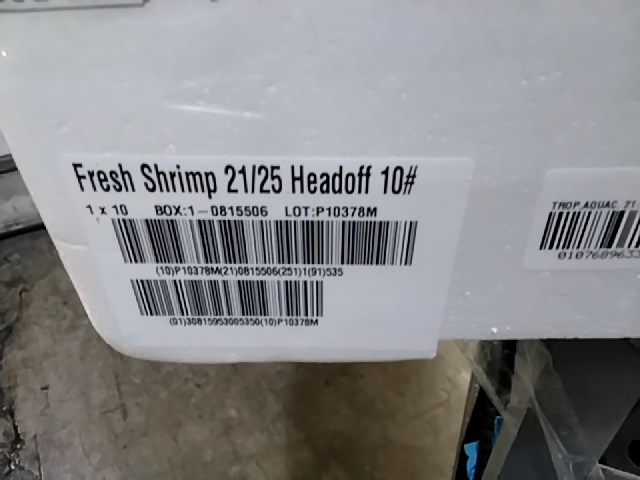 Fresh Shrimp 21/25 Headoff 10#
1 x 10 BOX:1-0815506 LOT:P10378M
(10)P10378M(21)0815506(251)1(91)535
(01)30815953005350(10)P10378M
TROP.AQUAC. 21
0107689633